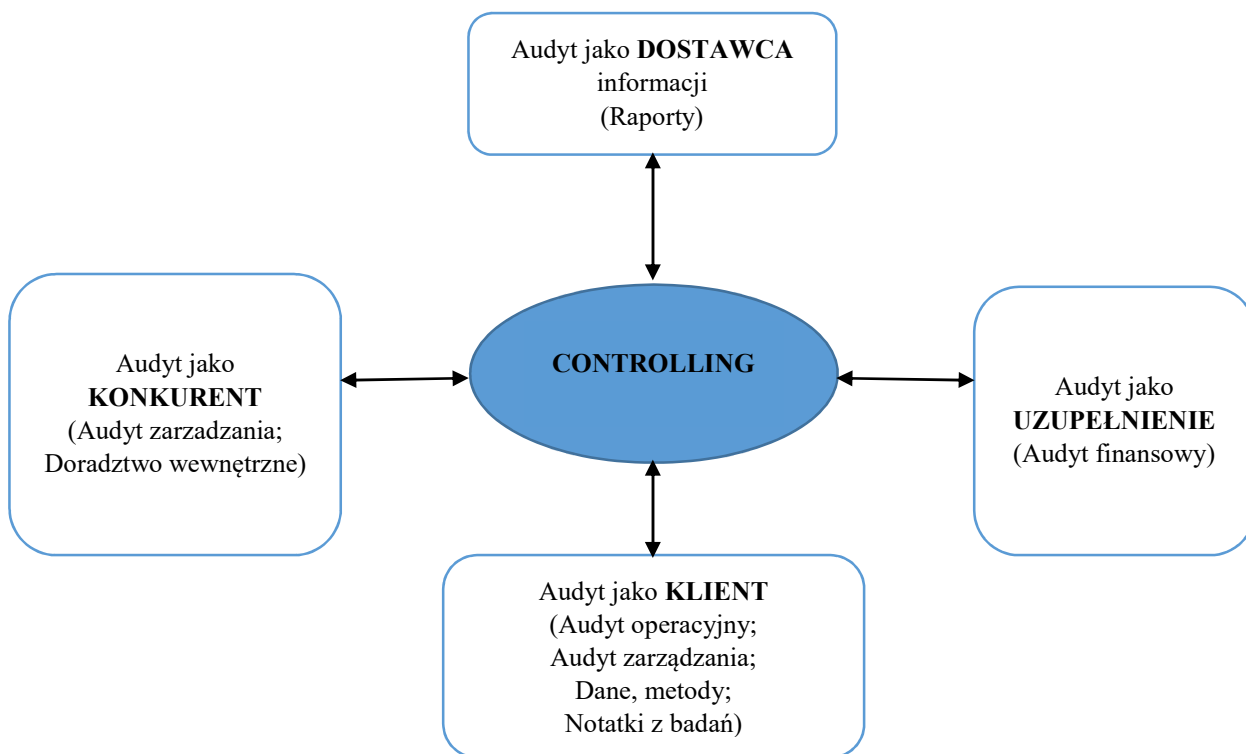 Audyt jako DOSTAWCA
informacji
(Raporty)
Audyt jako
KONKURENT
(Audyt zarzadzania;
Doradztwo wewnętrzne)
CONTROLLING
Audyt jako
UZUPEŁNIENIE
(Audyt finansowy)
Audyt jako KLIENT
(Audyt operacyjny;
Audyt zarządzania;
Dane, metody;
Notatki z badań)